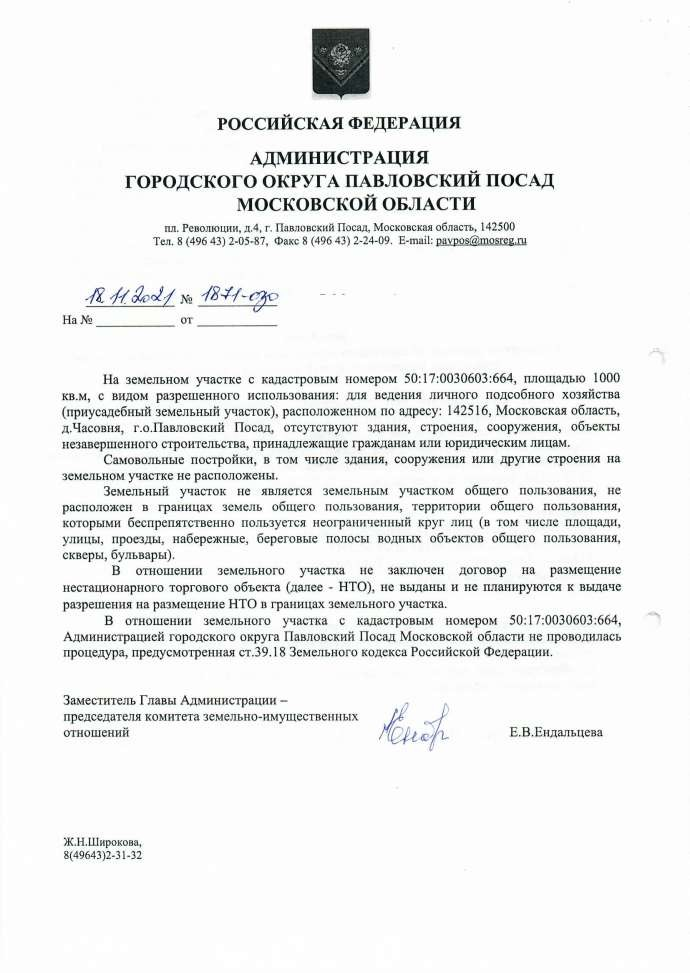 РОССИЙСКАЯ ФЕДЕРАЦИЯ
АДМИНИСТРАЦИЯ
ГОРОДСКОГО ОКРУГА ПАВЛОВСКИЙ ПОСАД
МОСКОВСКОЙ ОБЛАСТИ
пл. Революции, д.4, г. Павловский Посад, Московская область, 142500
Тел. 8 (496 43) 2-05-87, Факс 8 (496 43) 2-24-09. E-mail: pavpos@mosreg.ru
18.11.2021 № 1871-озо
На № ____________ от ____________
На земельном участке с кадастровым номером 50:17:0030603:664, площадью 1000
кв.м, с видом разрешенного использования: для ведения личного подсобного хозяйства
(приусадебный земельный участок), расположенном по адресу: 142516, Московская область,
д.Часовня, г.о.Павловский Посад, отсутствуют здания, строения, сооружения, объекты
незавершенного строительства, принадлежащие гражданам или юридическим лицам.
Самовольные постройки, в том числе здания, сооружения или другие строения на
земельном участке не расположены.
Земельный участок не является земельным участком общего пользования, не
расположен в границах земель общего пользования, территории общего пользования,
которыми беспрепятственно пользуется неограниченный круг лиц (в том числе площади,
улицы, проезды, набережные, береговые полосы водных объектов общего пользования,
скверы, бульвары).
В отношении земельного участка не заключен договор на размещение
нестационарного торгового объекта (далее - НТО), не выданы и не планируются к выдаче
разрешения на размещение НТО в границах земельного участка.
В отношении земельного участка с кадастровым номером 50:17:0030603:664,
Администрацией городского округа Павловский Посад Московской области не проводилась
процедура, предусмотренная ст.39.18 Земельного кодекса Российской Федерации.
Заместитель Главы Администрации –
председателя комитета земельно-имущественных
отношений Е.В.Ендальцева
Ж.Н.Широкова,
8(49643)2-31-32